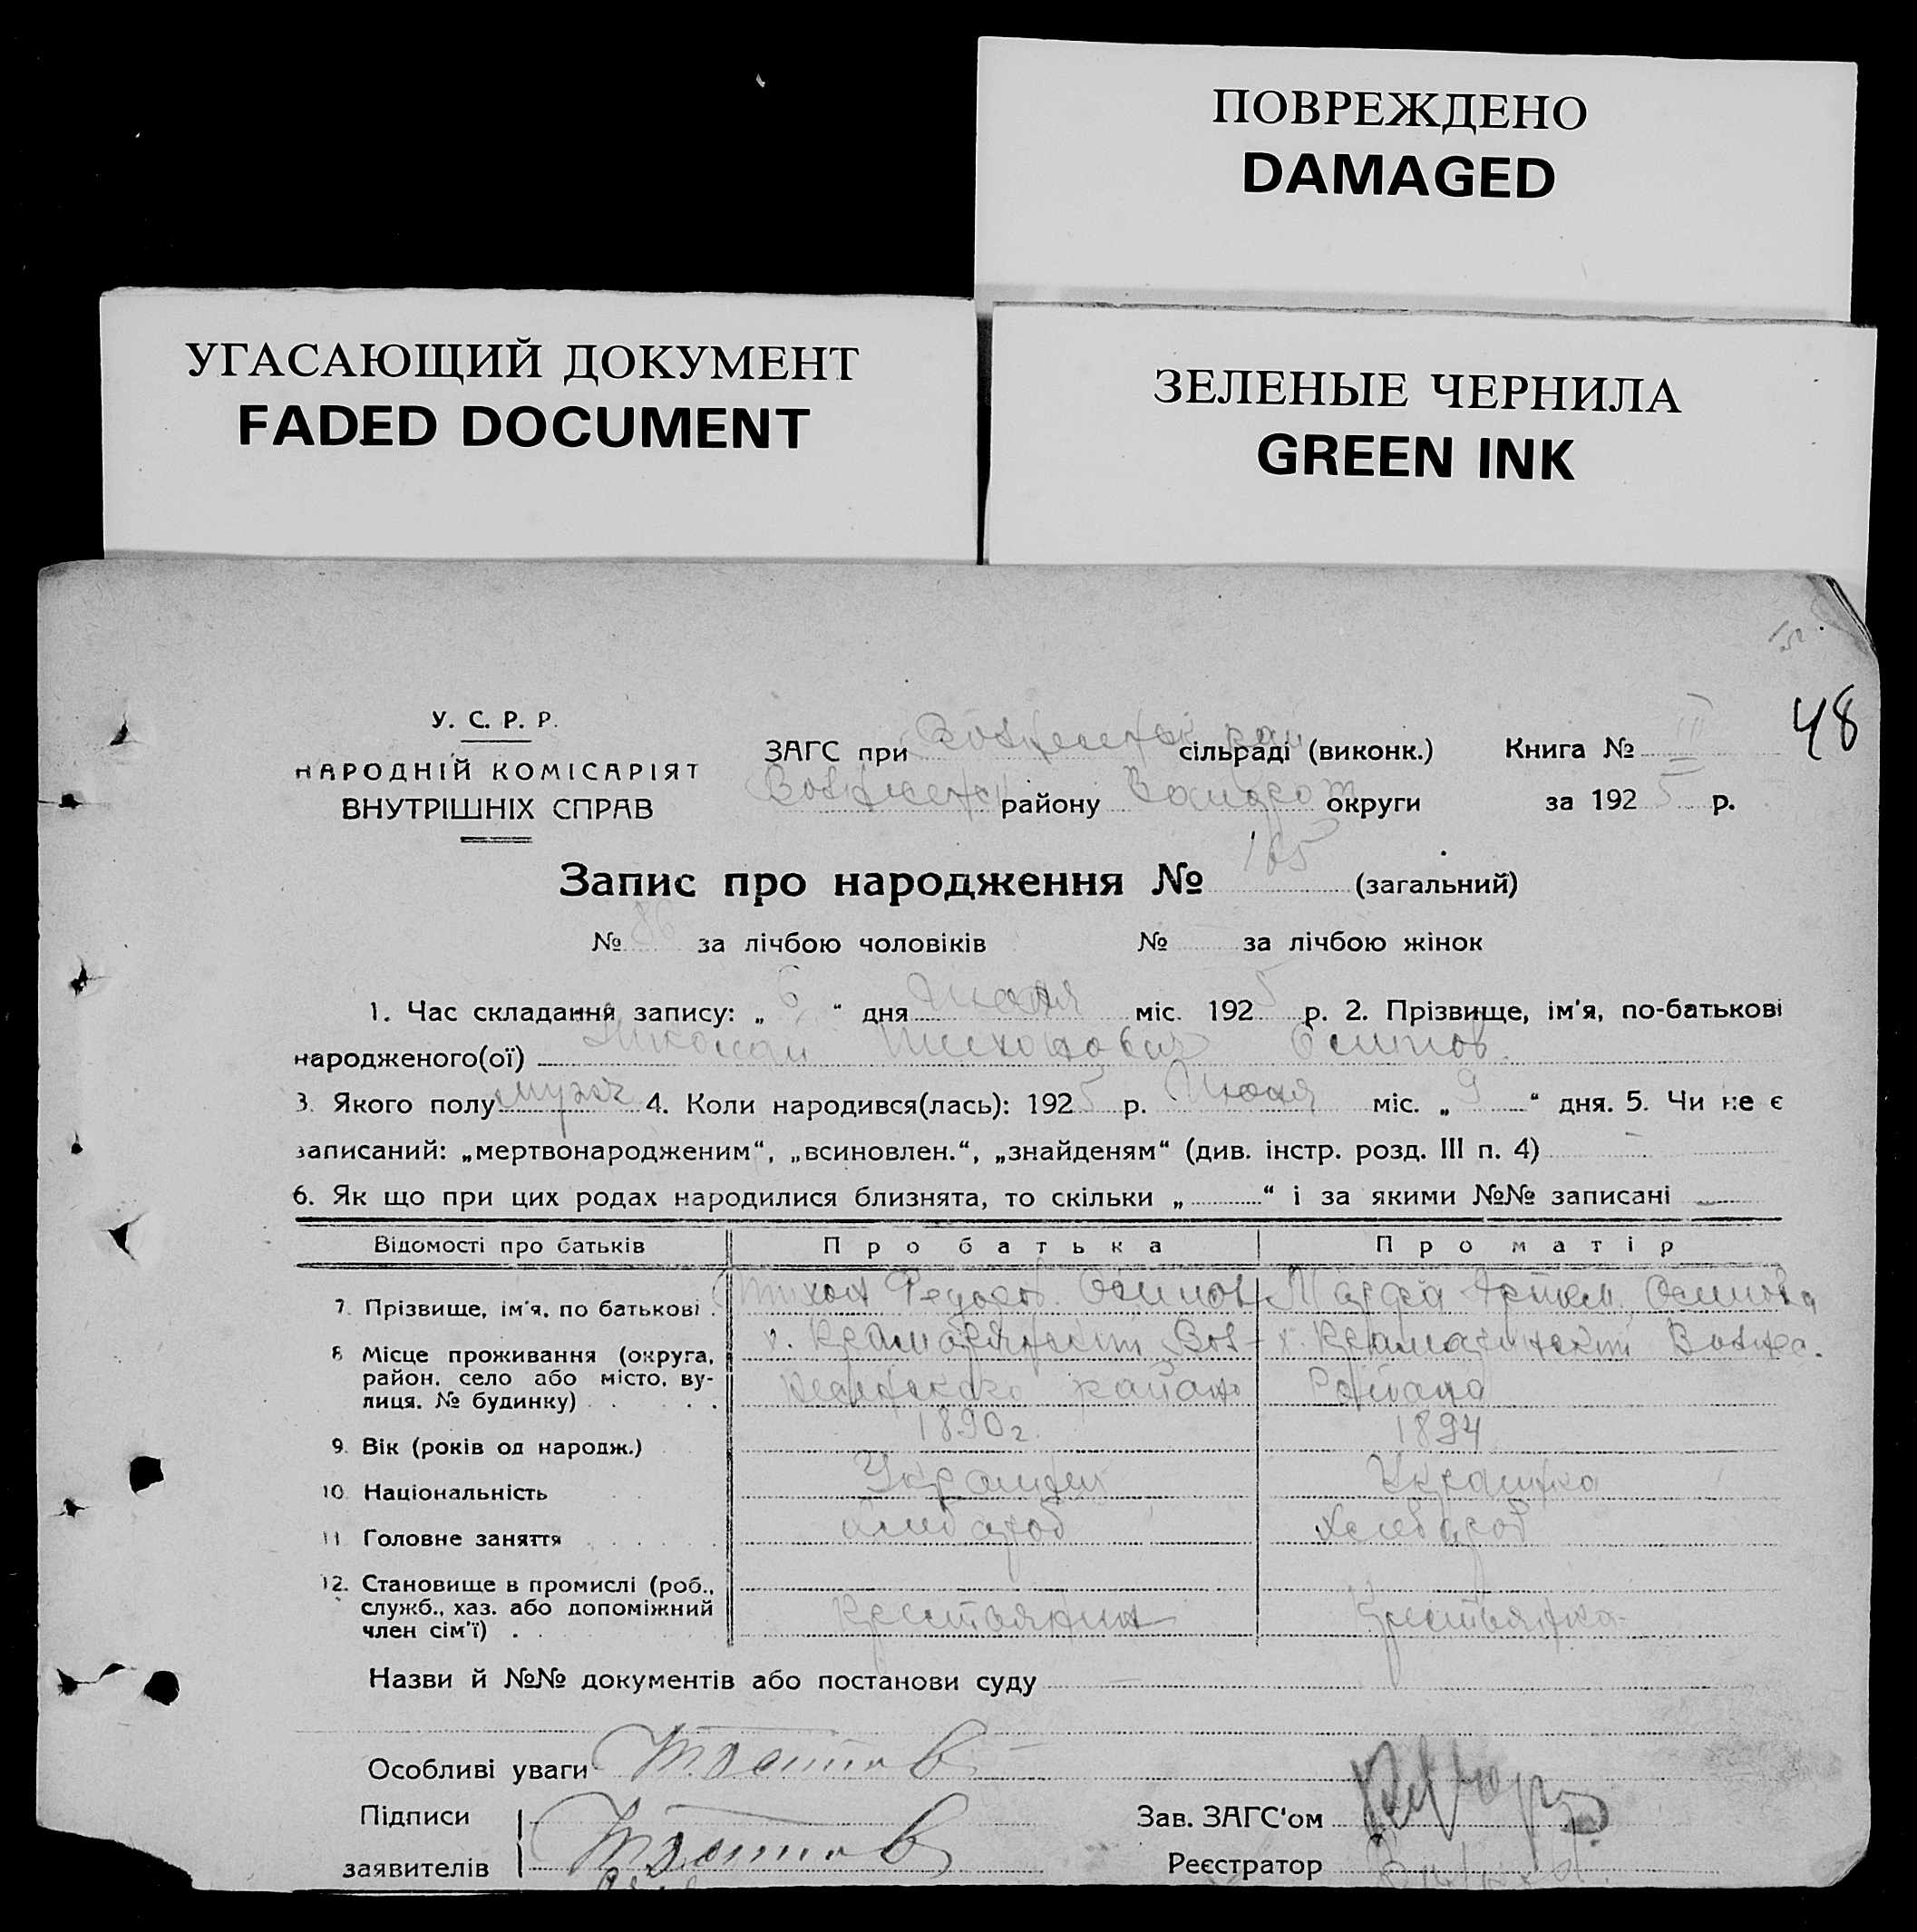 ПОВРЕЖДЕНО
DAMAGED
УГАСАЮЩИЙ ДОКУМЕНТ
FADED DOCUMENT
ЗЕЛЕНЫЕ ЧЕРНИЛА
GREEN INK
48
У. С. Р. Р.
НАРОДНІЙ КОМІСАРІЯТ
ВНУТРІШНІХ СПРАВ
ЗАГС при сільраді (виконк.) Книга № III
району округи за 1925 р.
Запис про народження № 165 (загальний)
№ 86 за лічбою чоловіків № за лічбою жінок
1. Час складання запису: „ 6 “ дня міс. 1925 р. 2. Прізвище, ім'я, по-батькові
народженого(ої) Николай Тихонович Осипов
3. Якого полу муж 4. Коли народився(лась): 1925 р. міс. „ 9 “ дня. 5. Чи не є
записаний: „мертвонародженим“, „всиновлен.“, „знайденям“ (див. інстр. розд. III п. 4) —
6. Як що при цих родах народилися близнята, то скільки „ “ і за якими №№ записані —
Відомості про батьків Про батька Про матір
7. Прізвище, ім'я, по батькові . Тихон Федоров. Осипов Марфа Артем. Осипова
8 Місце проживання (округа, х.  х.
район, село або місто, ву-
лиця, № будинку) района Района
9. Вік (років од народж.) 1890 г. 1894
10. Національність Украинец Украинка
11 Головне заняття хлебороб хлебороб
12. Становище в промислі (роб.,
служб., хаз. або допоміжний Крестьянин Крестьянка
член сім'ї) .
Назви й №№ документів або постанови суду —
Особливі уваги
Підписи
Зав. ЗАГС'ом
заявителів
Реєстратор